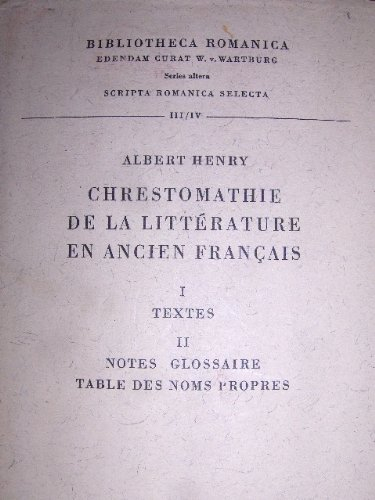 BIBLIOTHECA ROMANICA
EDENDAM CURAT W. v. WARTBURG
Series altera
SCRIPTA ROMANICA SELECTA
III/IV
ALBERT HENRY
CHRESTOMATHIE
DE LA LITTÉRATURE
EN ANCIEN FRANÇAIS
I
TEXTES
II
NOTES GLOSSAIRE
TABLE DES NOMS PROPRES